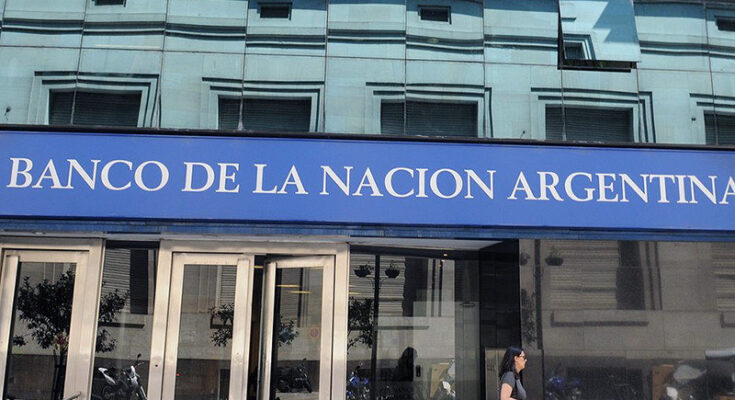 BANCO DE LA NACION ARGENTINA